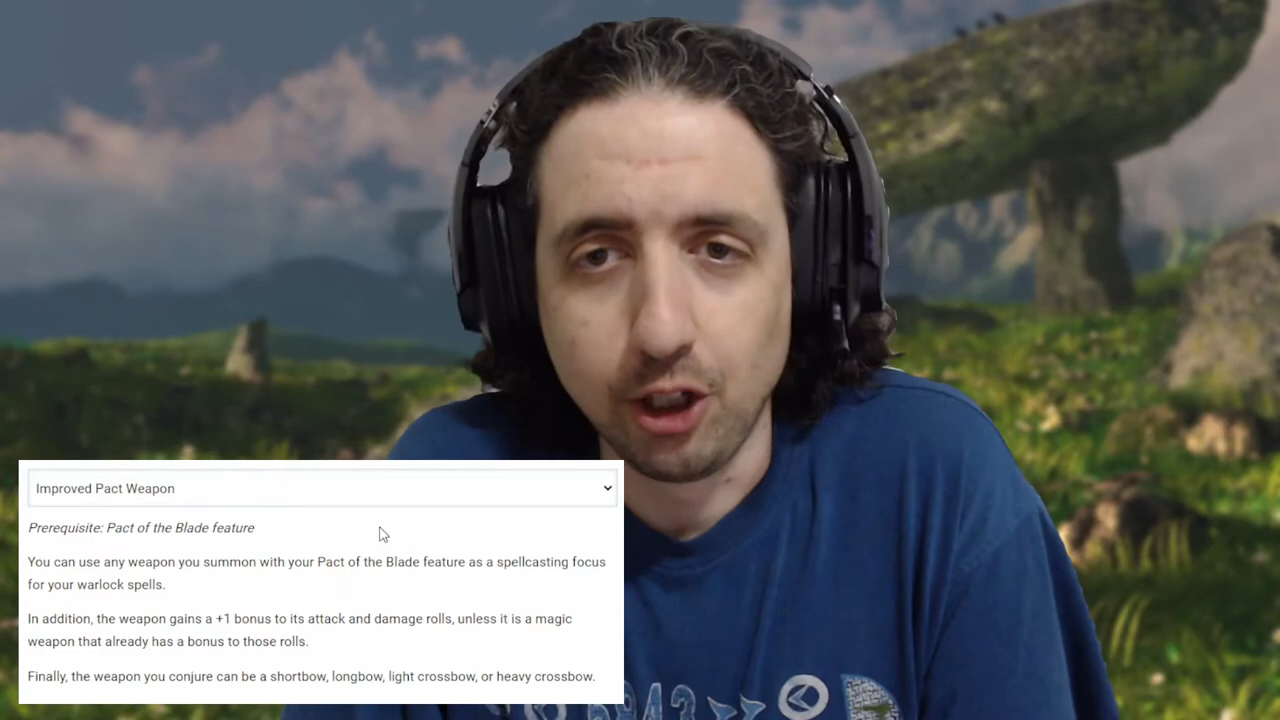 Improved Pact Weapon
Prerequisite: Pact of the Blade feature
You can use any weapon you summon with your Pact of the Blade feature as a spellcasting focus
for your warlock spells.
In addition, the weapon gains a +1 bonus to its attack and damage rolls, unless it is a magic
weapon that already has a bonus to those rolls.
Finally, the weapon you conjure can be a shortbow, longbow, light crossbow, or heavy crossbow.